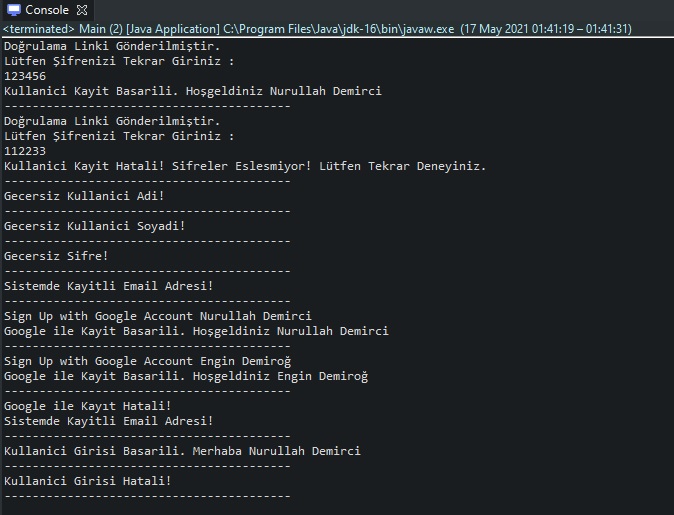 Console
<terminated> Main (2) [Java Application] C:\Program Files\Java\jdk-16\bin\javaw.exe (17 May 2021 01:41:19 – 01:41:31)
Doğrulama Linki Gönderilmiştir.
Lütfen Şifrenizi Tekrar Giriniz :
123456
Kullanici Kayit Basarili. Hoşgeldiniz Nurullah Demirci
-----------------------------------------
Doğrulama Linki Gönderilmiştir.
Lütfen Şifrenizi Tekrar Giriniz :
112233
Kullanici Kayit Hatali! Sifreler Eslesmiyor! Lütfen Tekrar Deneyiniz.
-----------------------------------------
Gecersiz Kullanici Adi!
-----------------------------------------
Gecersiz Kullanici Soyadi!
-----------------------------------------
Gecersiz Sifre!
-----------------------------------------
Sistemde Kayitli Email Adresi!
-----------------------------------------
Sign Up with Google Account Nurullah Demirci
Google ile Kayit Basarili. Hoşgeldiniz Nurullah Demirci
-----------------------------------------
Sign Up with Google Account Engin Demiroğ
Google ile Kayit Basarili. Hoşgeldiniz Engin Demiroğ
-----------------------------------------
Google ile Kayıt Hatali!
Sistemde Kayitli Email Adresi!
-----------------------------------------
Kullanici Girisi Basarili. Merhaba Nurullah Demirci
-----------------------------------------
Kullanici Girisi Hatali!
-----------------------------------------